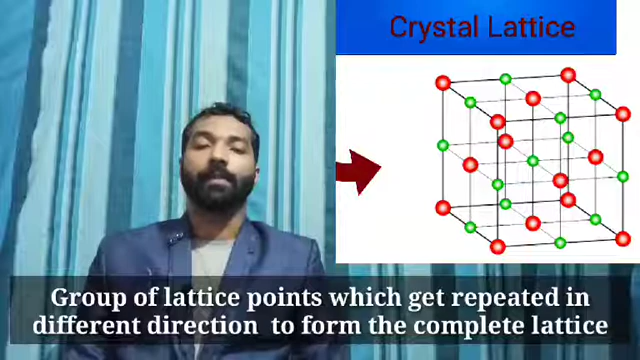 Crystal Lattice
Group of lattice points which get repeated in
different direction to form the complete lattice